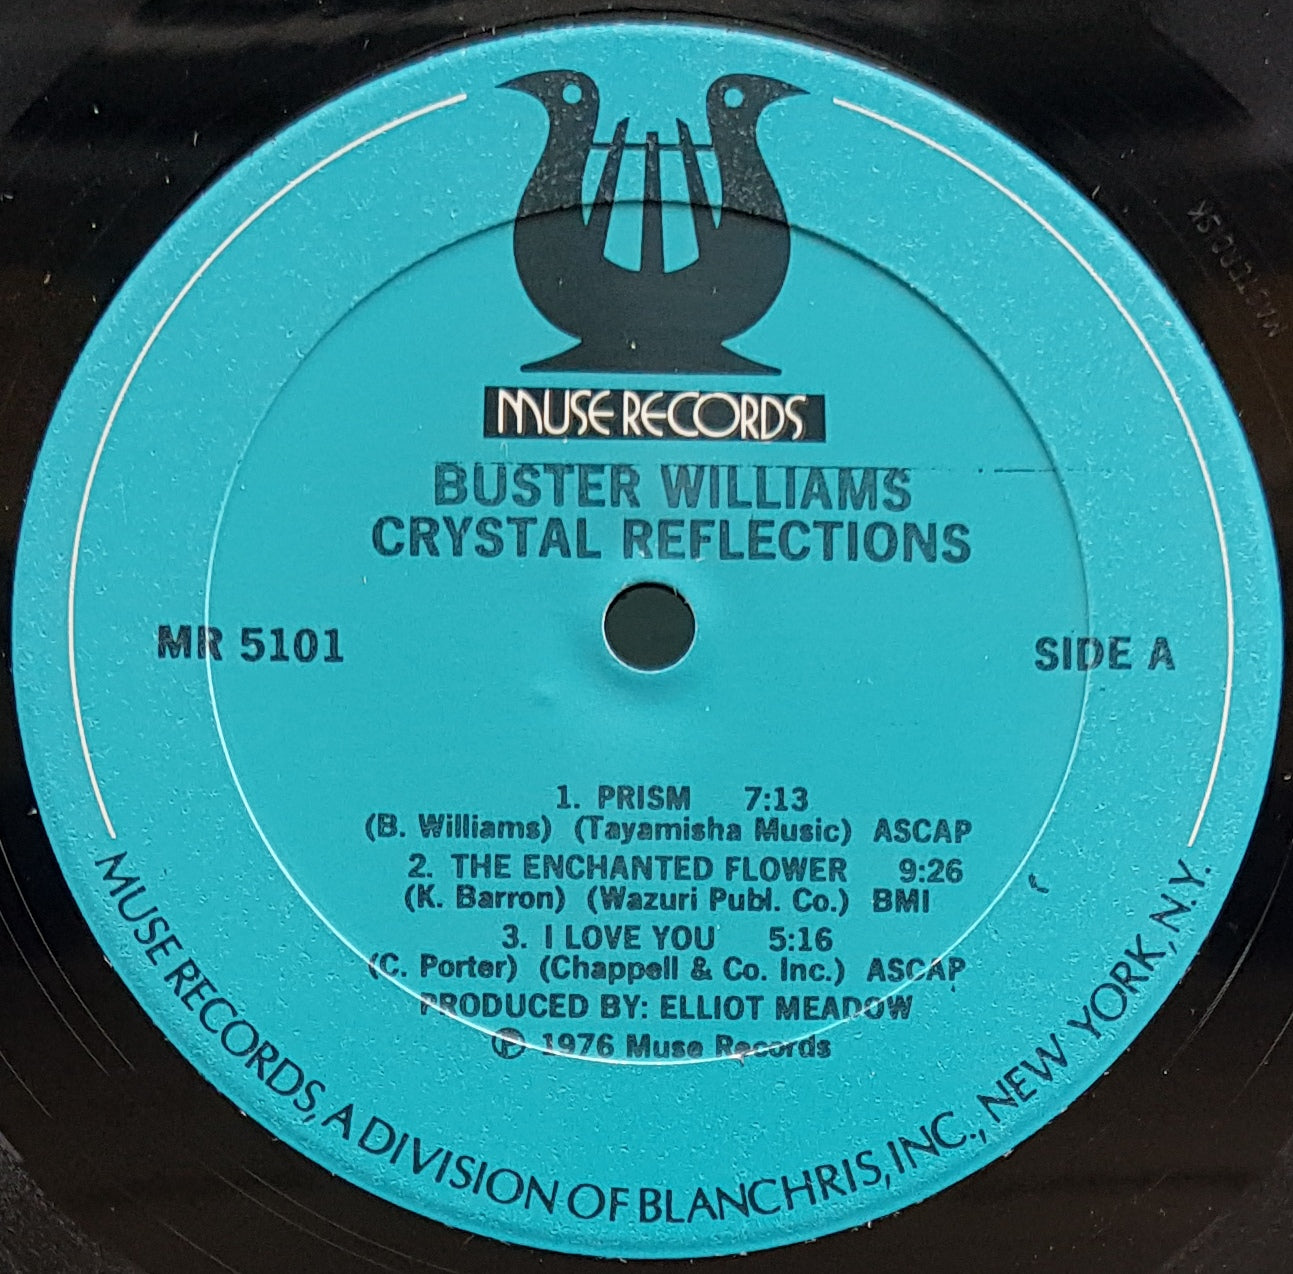 MUSE RECORDS
BUSTER WILLIAMS
CRYSTAL REFLECTIONS
MR 5101
SIDE A
1. PRISM 7:13
(B. Williams) (Tayamisha Music) ASCAP
2. THE ENCHANTED FLOWER 9:26
(K. Barron) (Wazuri Publ. Co.) BMI
3. I LOVE YOU 5:16
(C. Porter) (Chappell & Co. Inc.) ASCAP
PRODUCED BY: ELLIOT MEADOW
Ⓟ 1976 Muse Records
MUSE RECORDS, A DIVISION OF BLANCHRIS, INC., NEW YORK, N.Y.